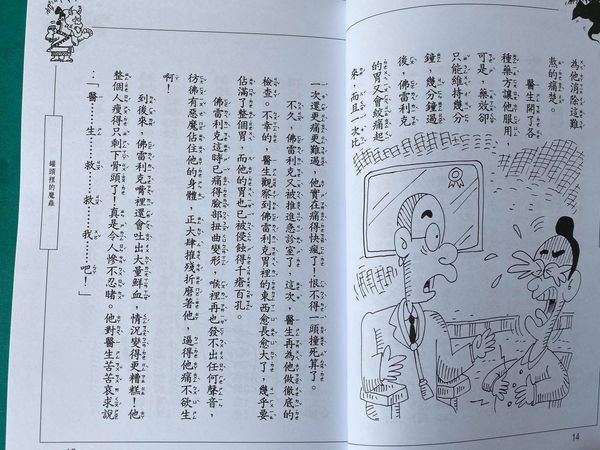 為他消除這難
熬的痛楚。
醫生開了各
種藥方讓他服用,
可是,藥效卻
只能維持幾分
鐘,幾分鐘過
後,佛雷利克
的胃又會絞痛起
來,而且一次比
14
一次還更痛更難過,他實在痛得快瘋了!恨不得一頭撞死算了。
不久,佛雷利克又被推進急診室了,這次,醫生再為他做徹底的
檢查。不幸的,醫生觀察到佛雷利克胃裡的東西愈長愈大了,幾乎要
佔滿了整個胃,而他的胃也已被侵蝕得千瘡百孔。
佛雷利克這時已痛得臉部扭曲變形,喉裡再也發不出任何聲音,
彷彿有惡魔佔住他的身體,正大肆摧殘折磨著他,逼得他痛不欲生
啊!
到後來,佛雷利克嘴裡還會吐出大量鮮血,情況變得更糟糕!他
整個人瘦得只剩下骨頭了!真是令人慘不忍睹。他對醫生苦苦哀求說
:「醫……生……救……救……我……吧!」
罐頭裡的魔蟲